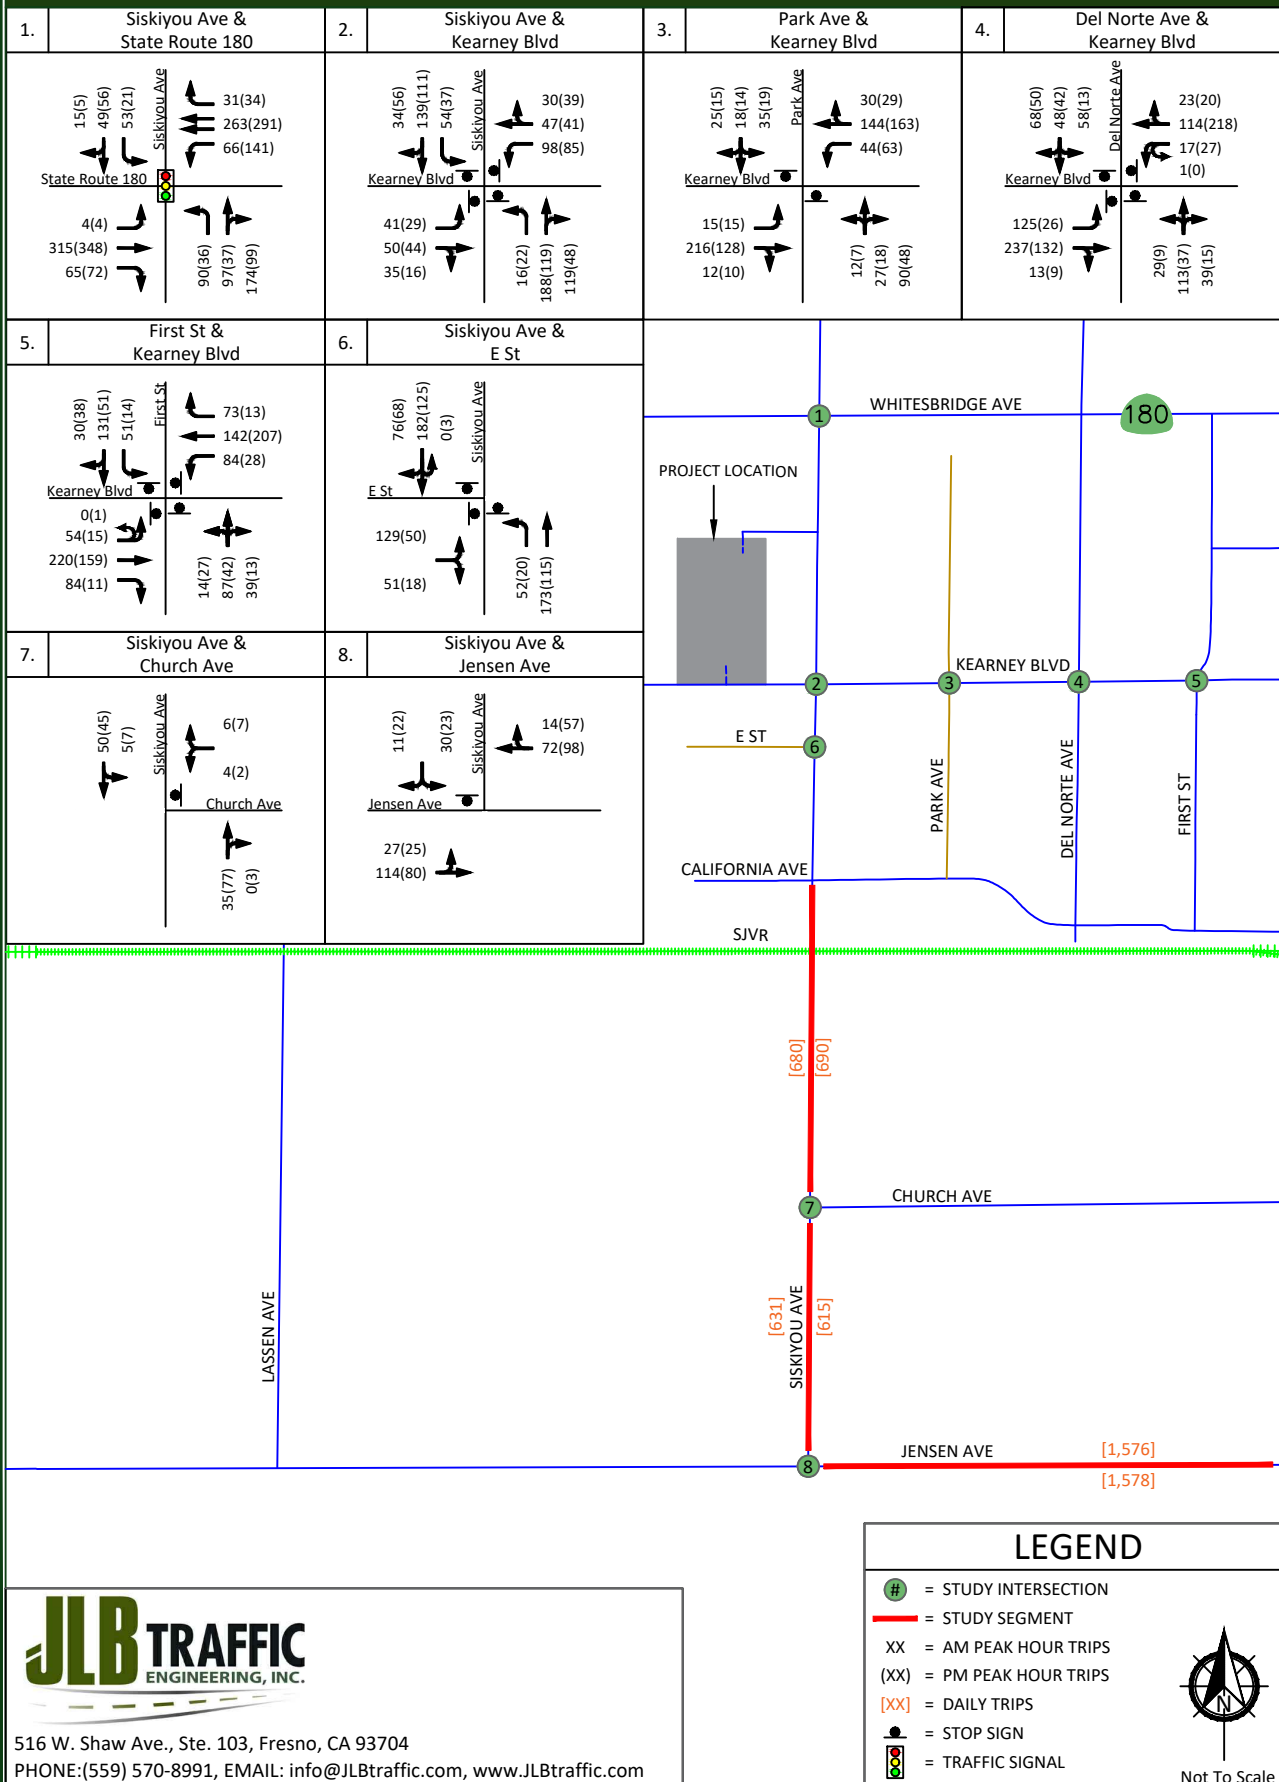 1.
Siskiyou Ave &
State Route 180
2.
Siskiyou Ave &
Kearney Blvd
3.
Park Ave &
Kearney Blvd
4.
Del Norte Ave &
Kearney Blvd
15(5)
49(56)
53(21)
Siskiyou Ave
31(34)
263(291)
66(141)
State Route 180
4(4)
315(348)
65(72)
90(36)
97(37)
174(99)
34(56)
139(111)
54(37)
Siskiyou Ave
30(39)
47(41)
98(85)
Kearney Blvd
41(29)
50(44)
35(16)
16(22)
188(119)
119(48)
25(15)
18(14)
35(19)
Park Ave
30(29)
144(163)
44(63)
Kearney Blvd
15(15)
216(128)
12(10)
12(7)
27(18)
90(48)
68(50)
48(42)
58(13)
Del Norte Ave
23(20)
114(218)
17(27)
1(0)
Kearney Blvd
125(26)
237(132)
13(9)
29(9)
113(37)
39(15)
5.
First St &
Kearney Blvd
6.
Siskiyou Ave &
E St
30(38)
131(51)
51(14)
First St
73(13)
142(207)
84(28)
Kearney Blvd
0(1)
54(15)
220(159)
84(11)
14(27)
87(42)
39(13)
76(68)
182(125)
0(3)
Siskiyou Ave
E St
129(50)
51(18)
52(20)
173(115)
7.
Siskiyou Ave &
Church Ave
8.
Siskiyou Ave &
Jensen Ave
50(45)
5(7)
Siskiyou Ave
6(7)
4(2)
Church Ave
35(77)
0(3)
11(22)
30(23)
Siskiyou Ave
14(57)
72(98)
Jensen Ave
27(25)
114(80)
1
WHITESBRIDGE AVE
180
PROJECT LOCATION
KEARNEY BLVD
2
3
4
5
E ST
6
PARK AVE
DEL NORTE AVE
FIRST ST
CALIFORNIA AVE
SJVR
[680]
[690]
7
CHURCH AVE
LASSEN AVE
[631]
SISKIYOU AVE
[615]
8
JENSEN AVE
[1,576]
[1,578]
LEGEND
# = STUDY INTERSECTION
= STUDY SEGMENT
XX = AM PEAK HOUR TRIPS
(XX) = PM PEAK HOUR TRIPS
[XX] = DAILY TRIPS
= STOP SIGN
= TRAFFIC SIGNAL
N
Not To Scale
JLB TRAFFIC
ENGINEERING, INC.
516 W. Shaw Ave., Ste. 103, Fresno, CA 93704
PHONE:(559) 570-8991, EMAIL: info@JLBtraffic.com, www.JLBtraffic.com